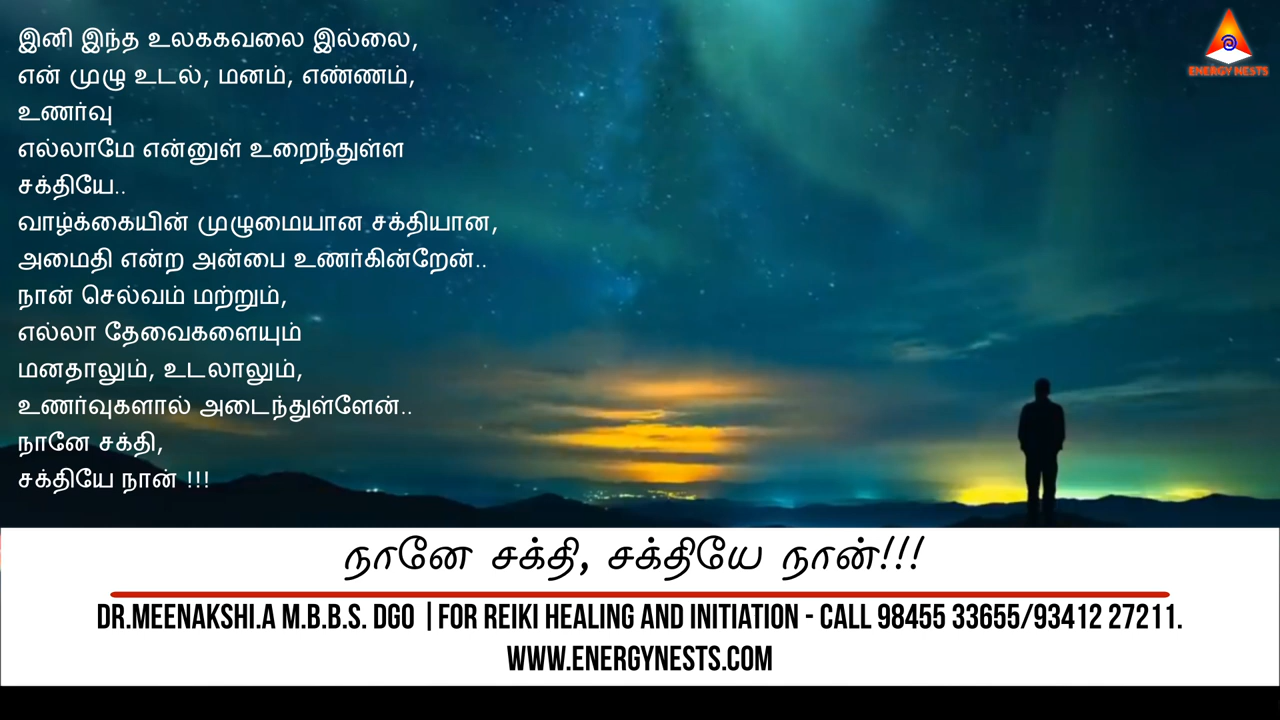 இனி இந்த உலககவலை இல்லை,
என் முழு உடல், மனம், எண்ணம்,
உணர்வு
எல்லாமே என்னுள் உறைந்துள்ள
சக்தியே..
வாழ்க்கையின் முழுமையான சக்தியான,
அமைதி என்ற அன்பை உணர்கின்றேன்..
நான் செல்வம் மற்றும்,
எல்லா தேவைகளையும்
மனதாலும், உடலாலும்,
உணர்வுகளால் அடைந்துள்ளேன்..
நானே சக்தி,
சக்தியே நான் !!!
ENERGY NESTS
நானே சக்தி, சக்தியே நான்!!!
DR.MEENAKSHI.A M.B.B.S. DGO | FOR REIKI HEALING AND INITIATION - CALL 98455 33655/93412 27211.
WWW.ENERGYNESTS.COM